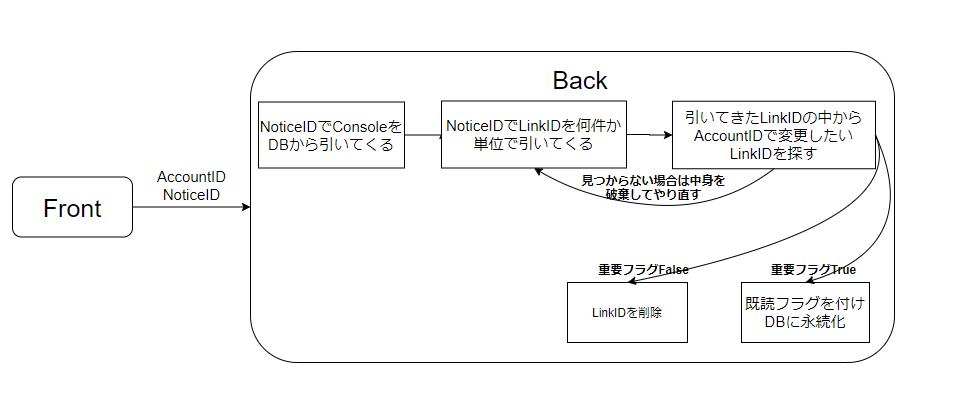 Back
NoticeIDでConsoleを
DBから引いてくる
NoticeIDでLinkIDを何件か
単位で引いてくる
引いてきたLinkIDの中から
AccountIDで変更したい
LinkIDを探す
見つからない場合は中身を
破棄してやり直す
AccountID
NoticeID
Front
重要フラグFalse
重要フラグTrue
LinkIDを削除
既読フラグを付け
DBに永続化